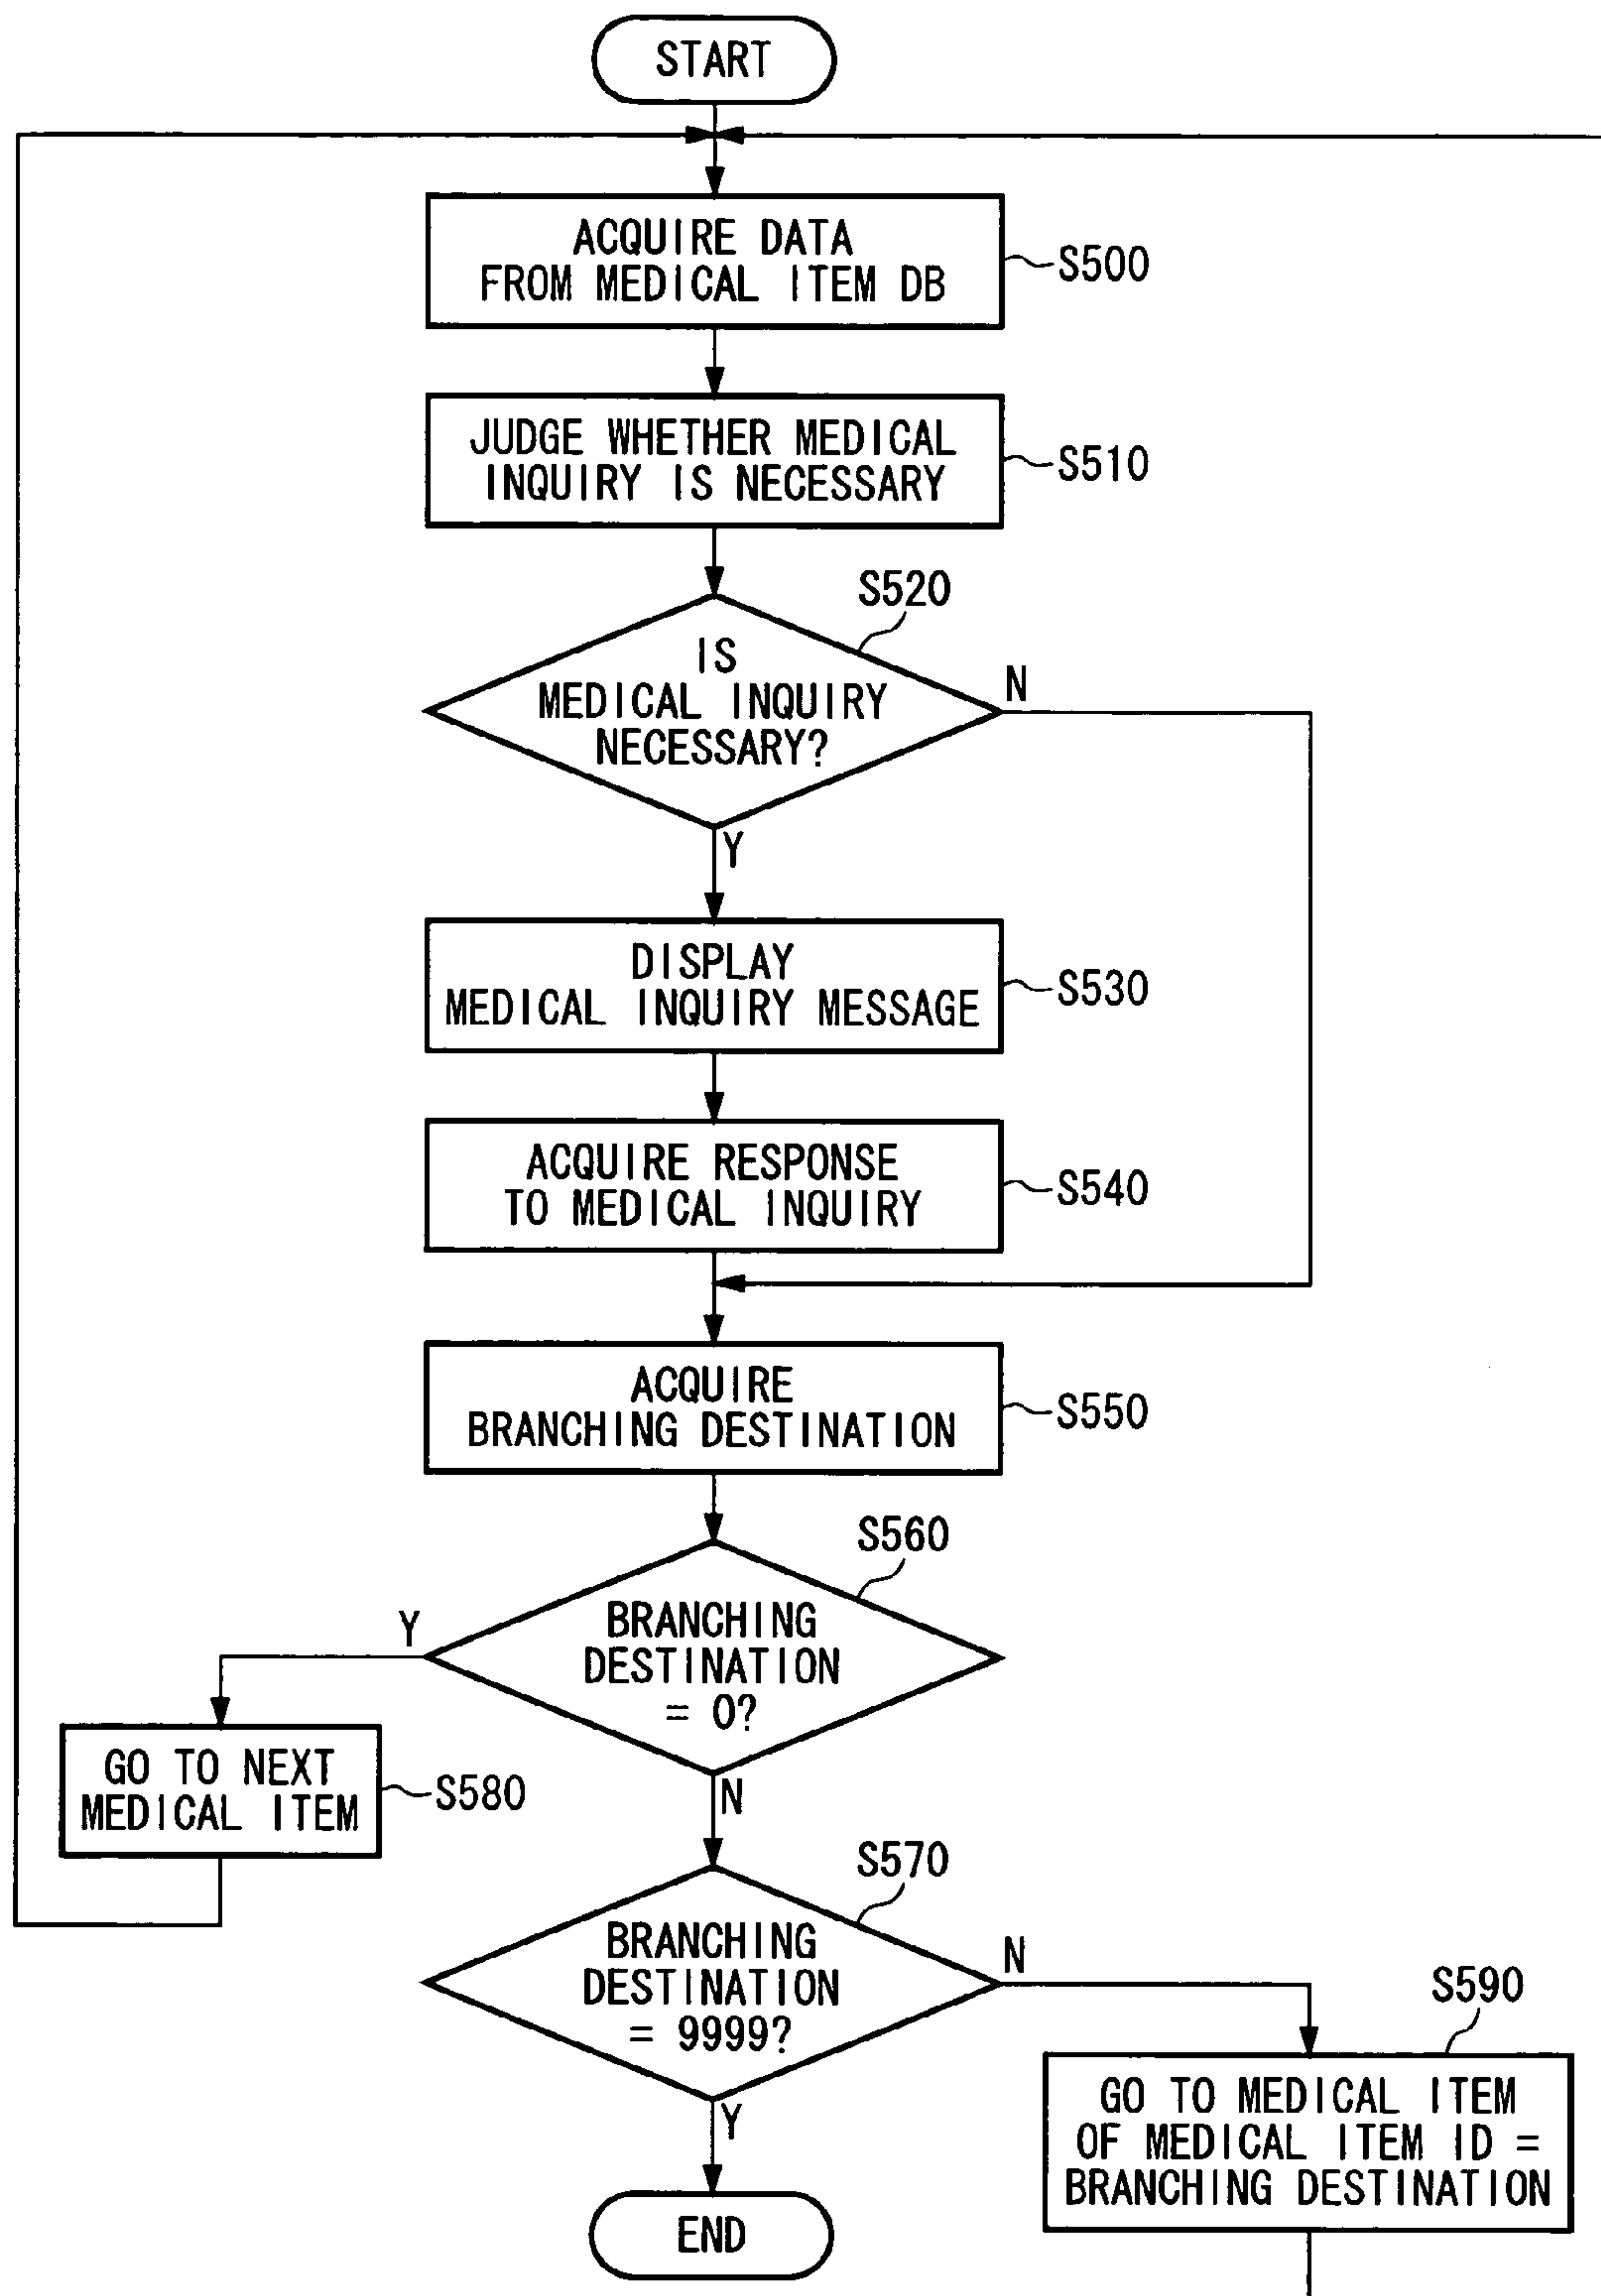 START
ACQUIRE DATA
FROM MEDICAL ITEM DB
S500
JUDGE WHETHER MEDICAL
INQUIRY IS NECESSARY
S510
S520
IS
MEDICAL INQUIRY
NECESSARY?
N
Y
DISPLAY
MEDICAL INQUIRY MESSAGE
S530
ACQUIRE RESPONSE
TO MEDICAL INQUIRY
S540
ACQUIRE
BRANCHING DESTINATION
S550
S560
BRANCHING
DESTINATION
= 0?
Y
N
GO TO NEXT
MEDICAL ITEM
S580
S570
BRANCHING
DESTINATION
= 9999?
N
Y
S590
GO TO MEDICAL ITEM
OF MEDICAL ITEM ID =
BRANCHING DESTINATION
END